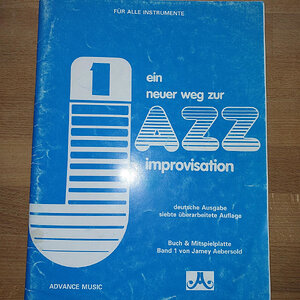 FÜR ALLE INSTRUMENTE
1
ein
neuer weg zur
JAZZ
improvisation
deutsche Ausgabe
siebte überarbeitete Auflage
Buch & Mitspielplatte
Band 1 von Jamey Aebersold
ADVANCE MUSIC
JA